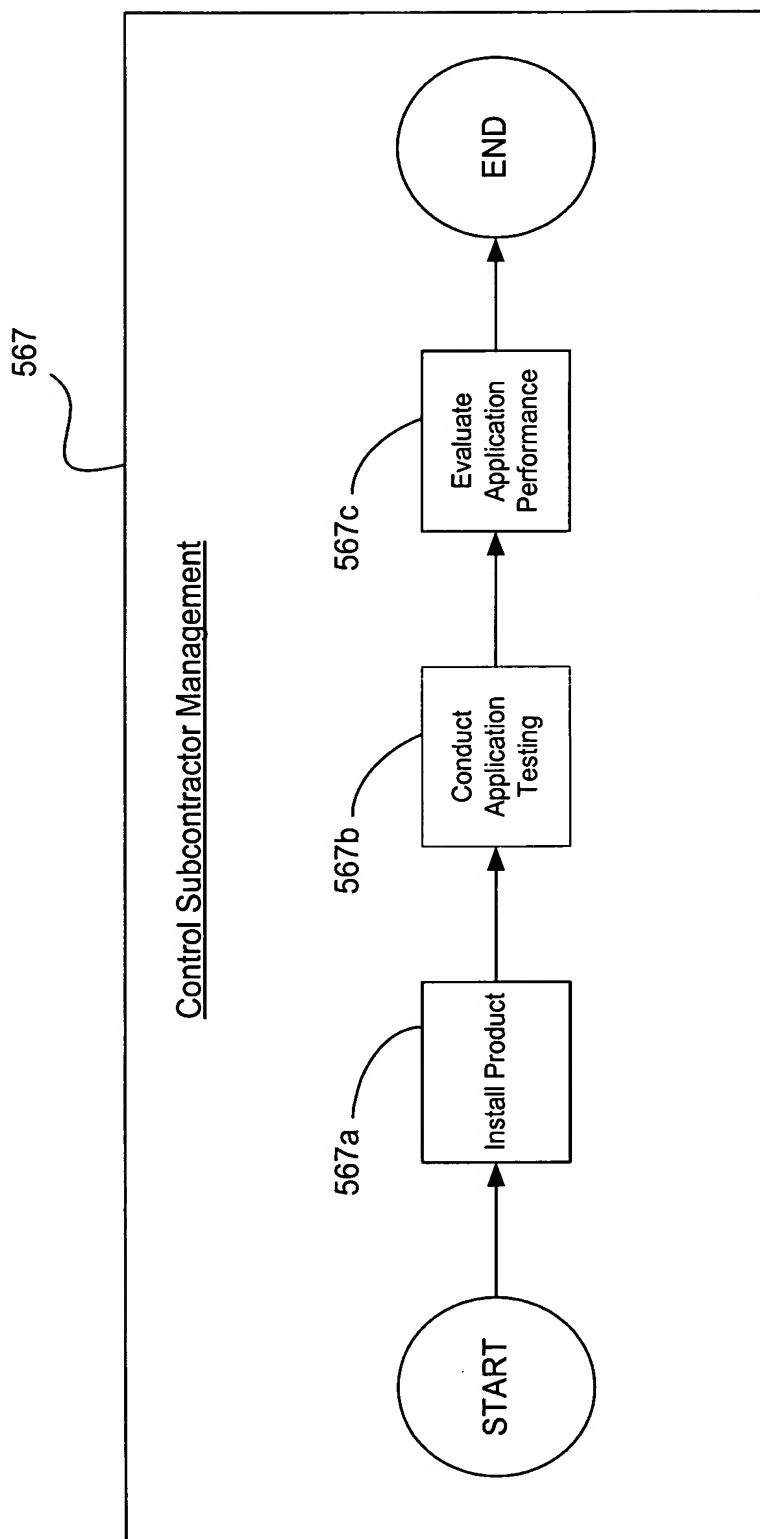 567
Control Subcontractor Management
567a
567b
567c
START
Install Product
Conduct
Application
Testing
Evaluate
Application
Performance
END